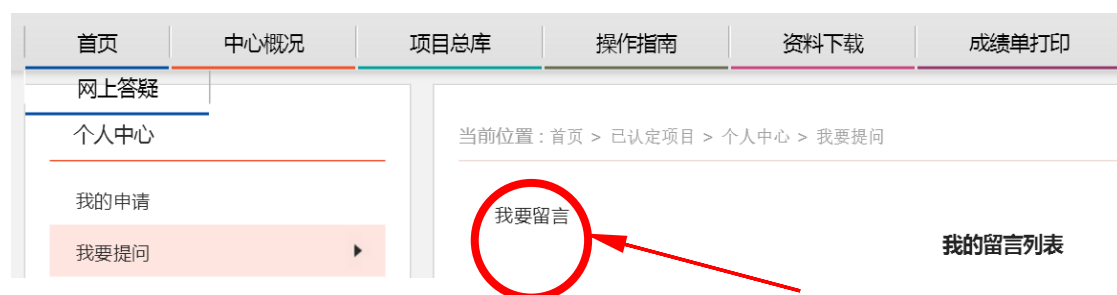 首页 中心概况 项目总库 操作指南 资料下载 成绩单打印
网上答疑
个人中心
当前位置：首页 > 已认定项目 > 个人中心 > 我要提问
我的申请
我要留言
我要提问
我的留言列表